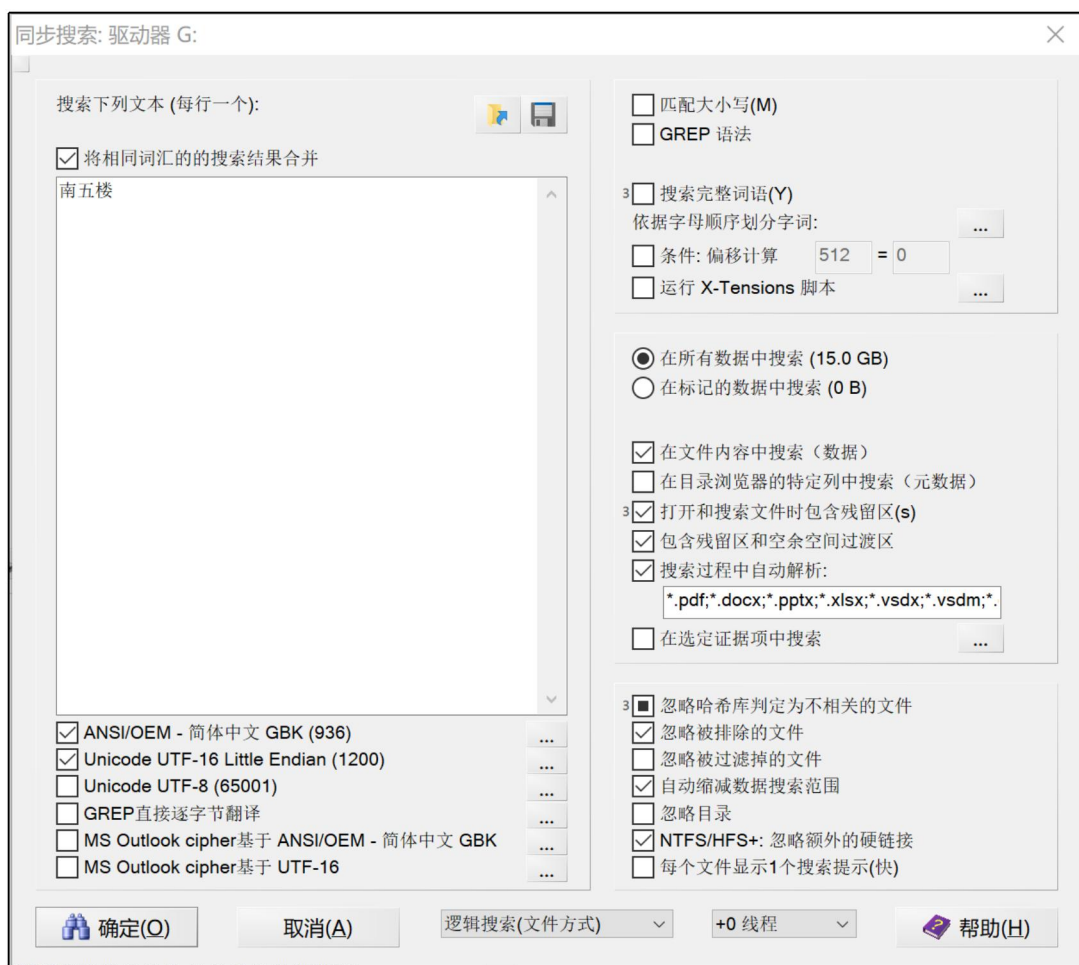 同步搜索: 驱动器 G:
搜索下列文本 (每行一个):
将相同词汇的的搜索结果合并
南五楼
ANSI/OEM - 简体中文 GBK (936)
...
Unicode UTF-16 Little Endian (1200)
...
Unicode UTF-8 (65001)
...
GREP直接逐字节翻译
...
MS Outlook cipher基于 ANSI/OEM - 简体中文 GBK
...
MS Outlook cipher基于 UTF-16
...
匹配大小写(M)
GREP 语法
3 搜索完整词语(Y)
依据字母顺序划分字词:
...
条件: 偏移计算 512 = 0
运行 X-Tensions 脚本
...
在所有数据中搜索 (15.0 GB)
在标记的数据中搜索 (0 B)
在文件内容中搜索（数据）
在目录浏览器的特定列中搜索（元数据）
3 打开和搜索文件时包含残留区(s)
包含残留区和空余空间过渡区
搜索过程中自动解析:
*.pdf;*.docx;*.pptx;*.xlsx;*.vsdx;*.vsdm;*.
在选定证据项中搜索
...
3 忽略哈希库判定为不相关的文件
忽略被排除的文件
忽略被过滤掉的文件
自动缩减数据搜索范围
忽略目录
NTFS/HFS+: 忽略额外的硬链接
每个文件显示1个搜索提示(快)
确定(O)
取消(A)
逻辑搜索(文件方式)
+0 线程
帮助(H)